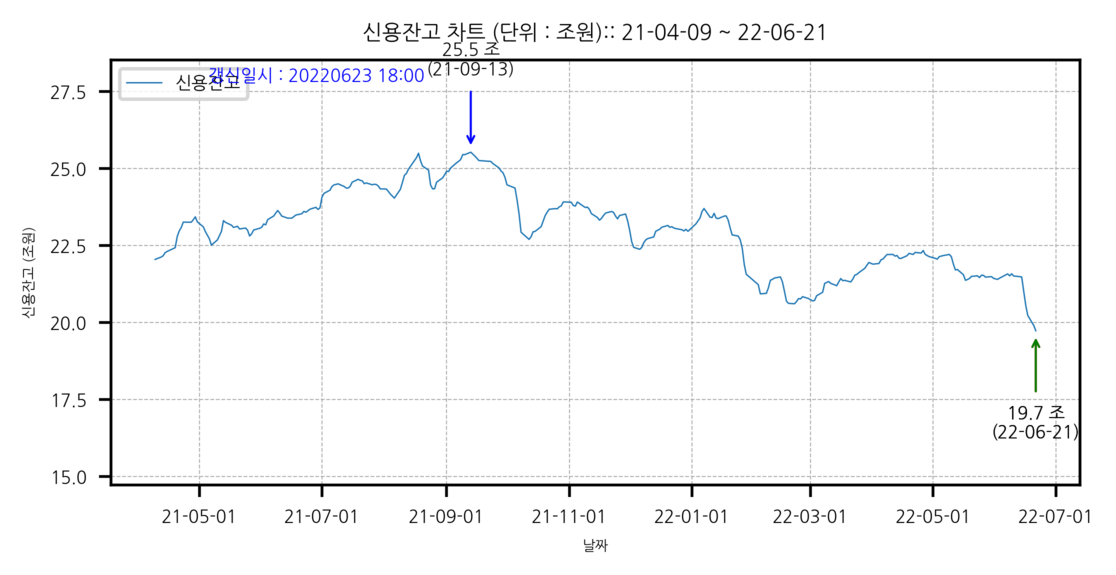 신용잔고 차트 (단위 : 조원):: 21-04-09 ~ 22-06-21
25.5 조
(21-09-13)
갱신일시 : 20220623 18:00
신용잔고
27.5
25.0
22.5
20.0
17.5
15.0
신용잔고 (조원)
19.7 조
(22-06-21)
21-05-01
21-07-01
21-09-01
21-11-01
22-01-01
22-03-01
22-05-01
22-07-01
날짜